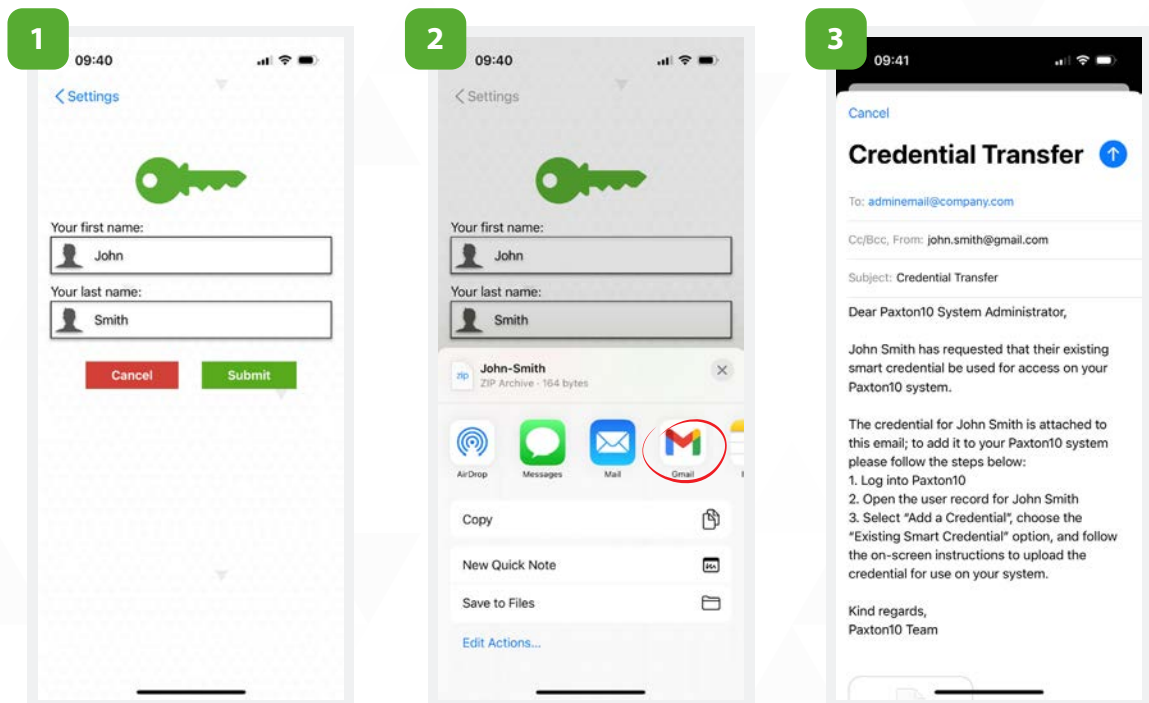 1
09:40
Settings
Your first name:
John
Your last name:
Smith
Cancel
Submit
2
09:40
Settings
Your first name:
John
Your last name:
Smith
zip
John-Smith
ZIP Archive · 164 bytes
AirDrop
Messages
Mail
Gmail
Copy
New Quick Note
Save to Files
Edit Actions...
3
09:41
Cancel
Credential Transfer
To: adminemail@company.com
Cc/Bcc, From: john.smith@gmail.com
Subject: Credential Transfer
Dear Paxton10 System Administrator,
John Smith has requested that their existing
smart credential be used for access on your
Paxton10 system.
The credential for John Smith is attached to
this email; to add it to your Paxton10 system
please follow the steps below:
1. Log into Paxton10
2. Open the user record for John Smith
3. Select “Add a Credential”, choose the
“Existing Smart Credential” option, and follow
the on-screen instructions to upload the
credential for use on your system.
Kind regards,
Paxton10 Team